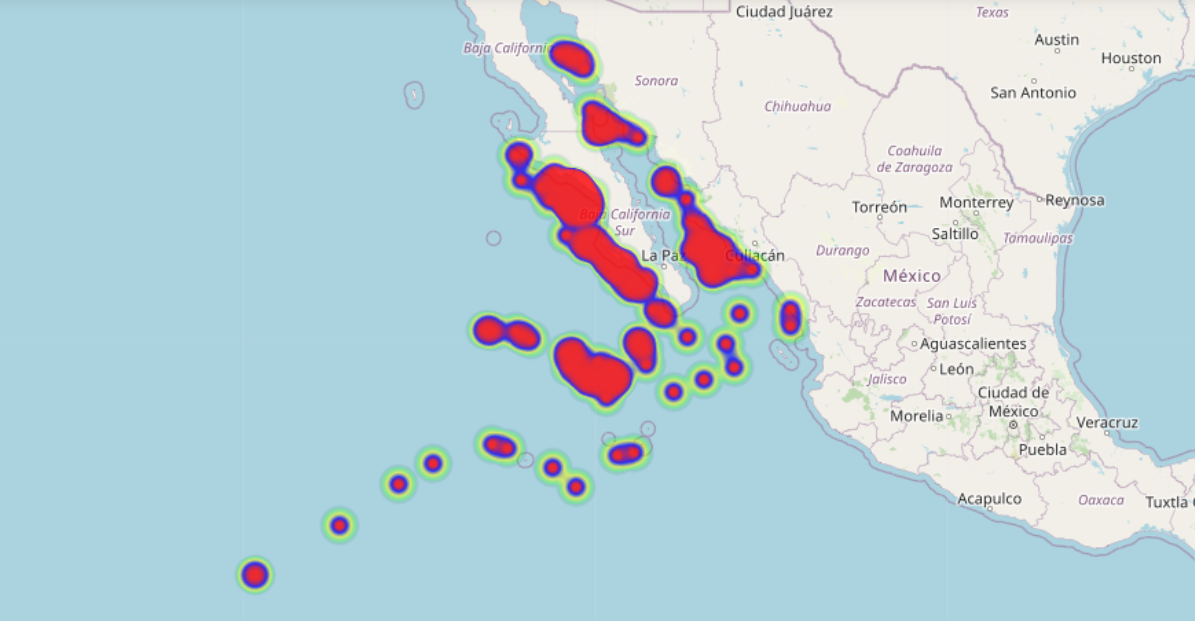 Ciudad Juárez
Texas
Austin
Baja California
Houston
Sonora
San Antonio
Chihuahua
Coahuila
de Zaragoza
Monterrey
Reynosa
Torreón
Baja California
Sur
Saltillo
Tamaulipas
La Paz
Culiacán
Durango
México
Zacatecas
San Luis
Potosí
Aguascalientes
León
Jalisco
Ciudad de
México
Morelia
Veracruz
Puebla
Acapulco
Oaxaca
Tuxtla